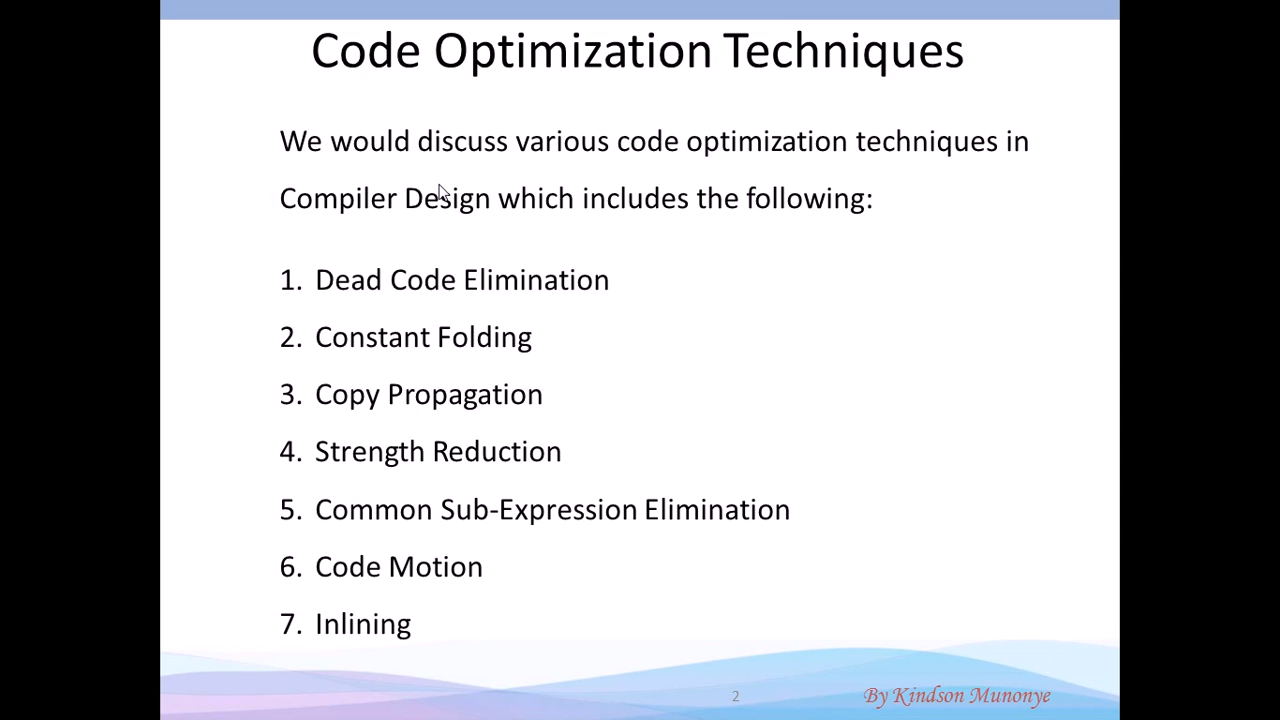 Code Optimization Techniques
We would discuss various code optimization techniques in
Compiler Design which includes the following:
1. Dead Code Elimination
2. Constant Folding
3. Copy Propagation
4. Strength Reduction
5. Common Sub-Expression Elimination
6. Code Motion
7. Inlining
2
By Kindson Munonye